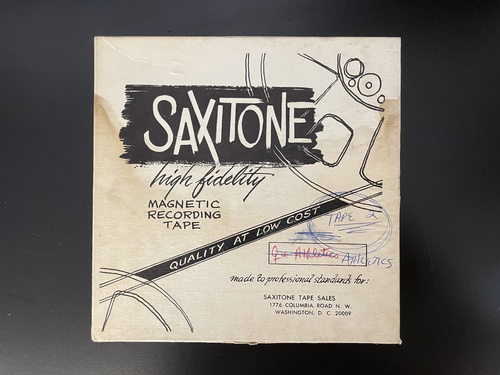 SAXITONE
high fidelity
MAGNETIC
RECORDING
TAPE
QUALITY AT LOW COST
TAPE 2
Athletics ATHLETICS
made to professional standards for:
SAXITONE TAPE SALES
1776 COLUMBIA ROAD N. W.
WASHINGTON, D. C. 20009